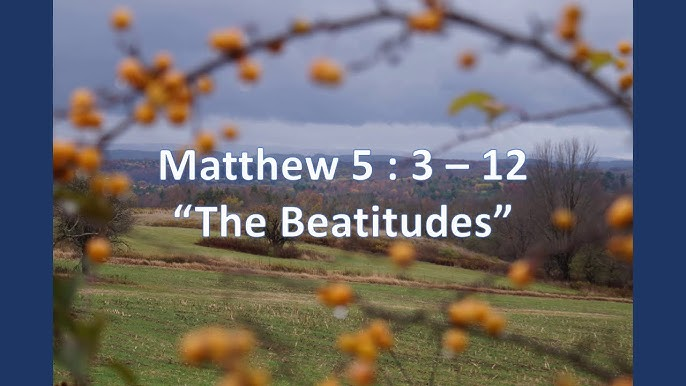 Matthew 5 : 3 – 12
“The Beatitudes”